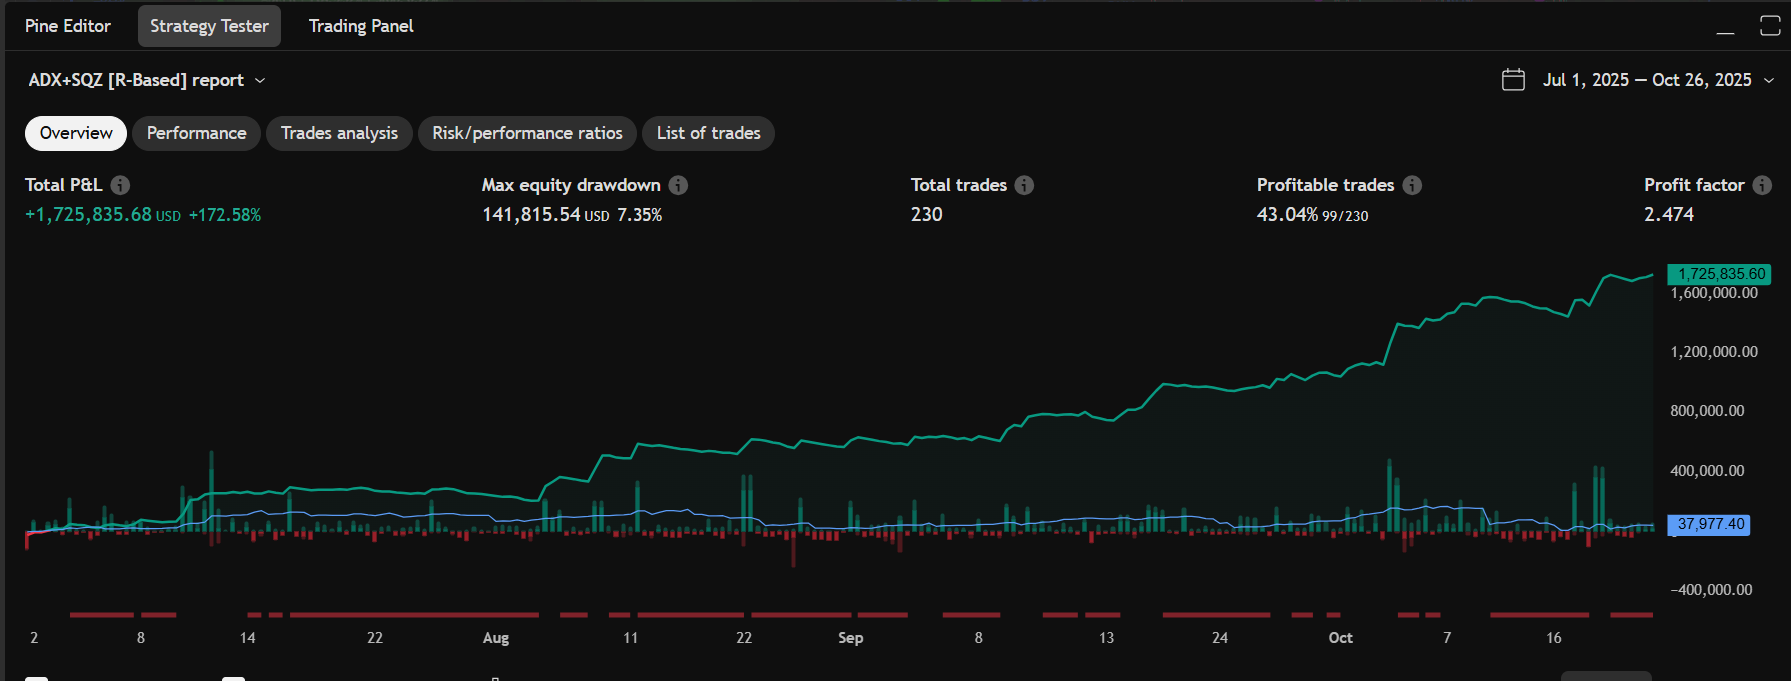 Pine Editor Strategy Tester Trading Panel
ADX+SQZ [R-Based] report Jul 1, 2025 — Oct 26, 2025
Overview Performance Trades analysis Risk/performance ratios List of trades
Total P&L Max equity drawdown Total trades Profitable trades Profit factor
+1,725,835.68 USD +172.58% 141,815.54 USD 7.35% 230 43.04% 99/230 2.474
1,725,835.60
1,600,000.00
1,200,000.00
800,000.00
400,000.00
37,977.40
−400,000.00
2 8 14 22 Aug 11 22 Sep 8 13 24 Oct 7 16